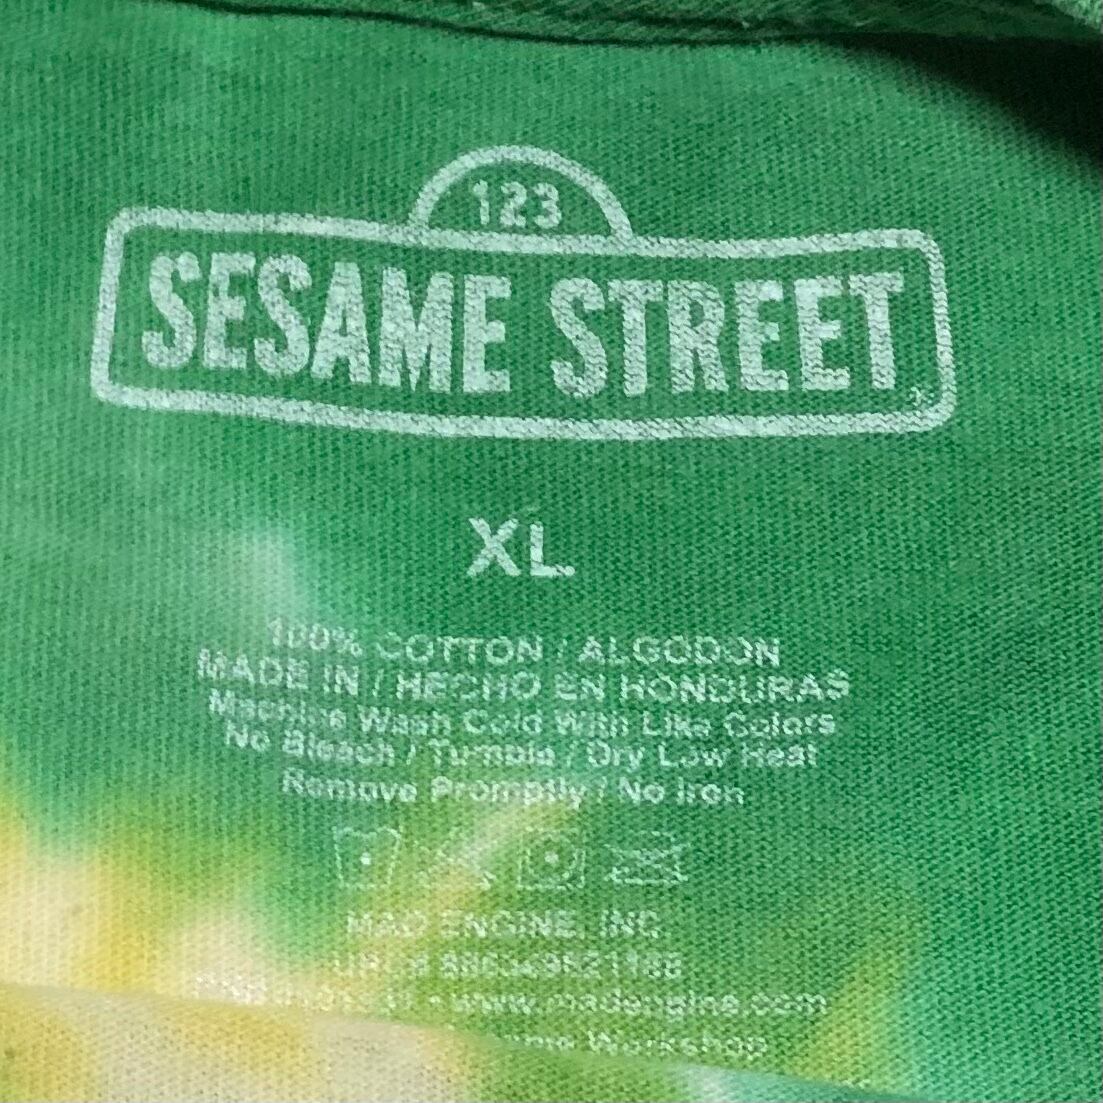 123
SESAME STREET
XL
100% COTTON / ALGODON
MADE IN / HECHO EN HONDURAS
Machine Wash Cold With Like Colors
No Bleach / Tumble / Dry Low Heat
Remove Promptly / No Iron
MAD ENGINE, INC.
www.madengine.com
Workshop